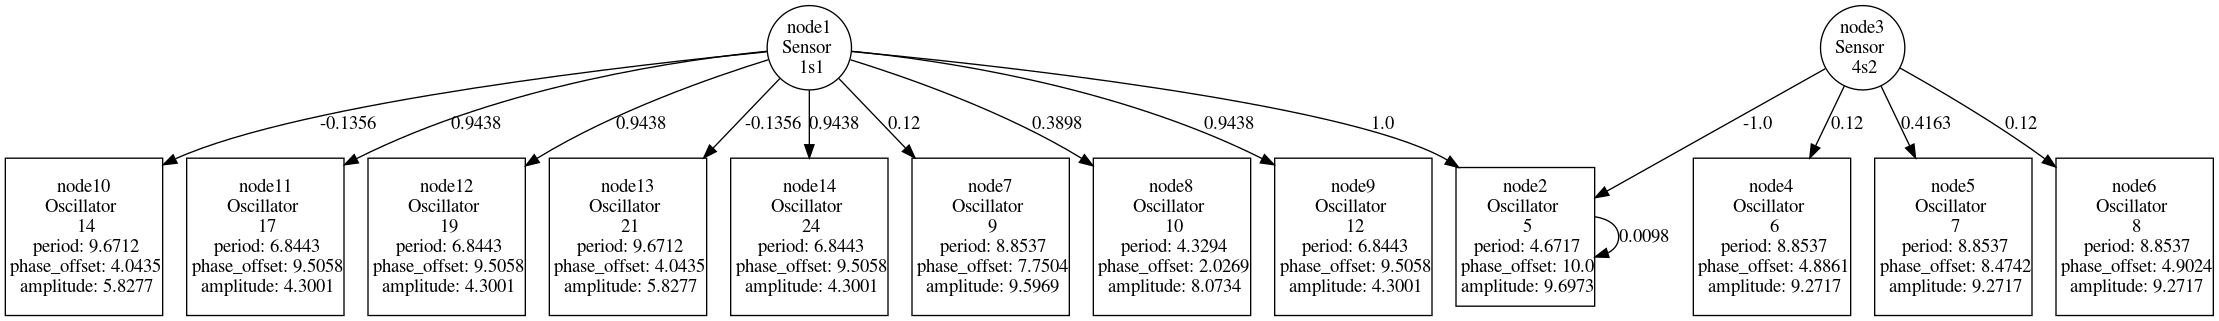 node1
Sensor
1s1
node3
Sensor
4s2
-0.1356
0.9438
0.9438
-0.1356
0.9438
0.12
0.3898
0.9438
1.0
-1.0
0.12
0.4163
0.12
node10
Oscillator
14
period: 9.6712
phase_offset: 4.0435
amplitude: 5.8277
node11
Oscillator
17
period: 6.8443
phase_offset: 9.5058
amplitude: 4.3001
node12
Oscillator
19
period: 6.8443
phase_offset: 9.5058
amplitude: 4.3001
node13
Oscillator
21
period: 9.6712
phase_offset: 4.0435
amplitude: 5.8277
node14
Oscillator
24
period: 6.8443
phase_offset: 9.5058
amplitude: 4.3001
node7
Oscillator
9
period: 8.8537
phase_offset: 7.7504
amplitude: 9.5969
node8
Oscillator
10
period: 4.3294
phase_offset: 2.0269
amplitude: 8.0734
node9
Oscillator
12
period: 6.8443
phase_offset: 9.5058
amplitude: 4.3001
node2
Oscillator
5
period: 4.6717
phase_offset: 10.0
amplitude: 9.6973
0.0098
node4
Oscillator
6
period: 8.8537
phase_offset: 4.8861
amplitude: 9.2717
node5
Oscillator
7
period: 8.8537
phase_offset: 8.4742
amplitude: 9.2717
node6
Oscillator
8
period: 8.8537
phase_offset: 4.9024
amplitude: 9.2717